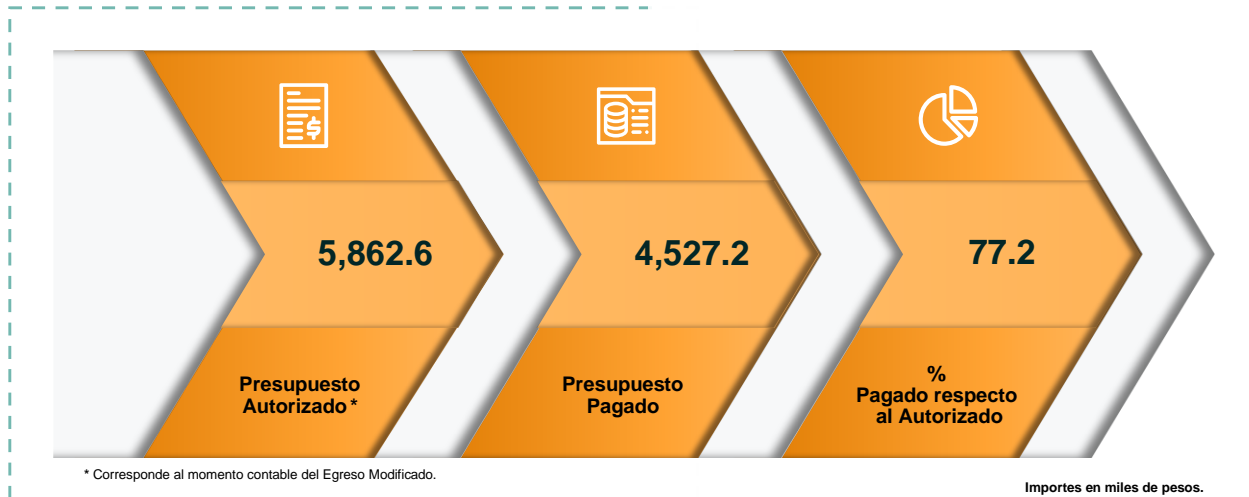 5,862.6
4,527.2
77.2
Presupuesto
Autorizado *
Presupuesto
Pagado
%
Pagado respecto
al Autorizado
* Corresponde al momento contable del Egreso Modificado.
Importes en miles de pesos.